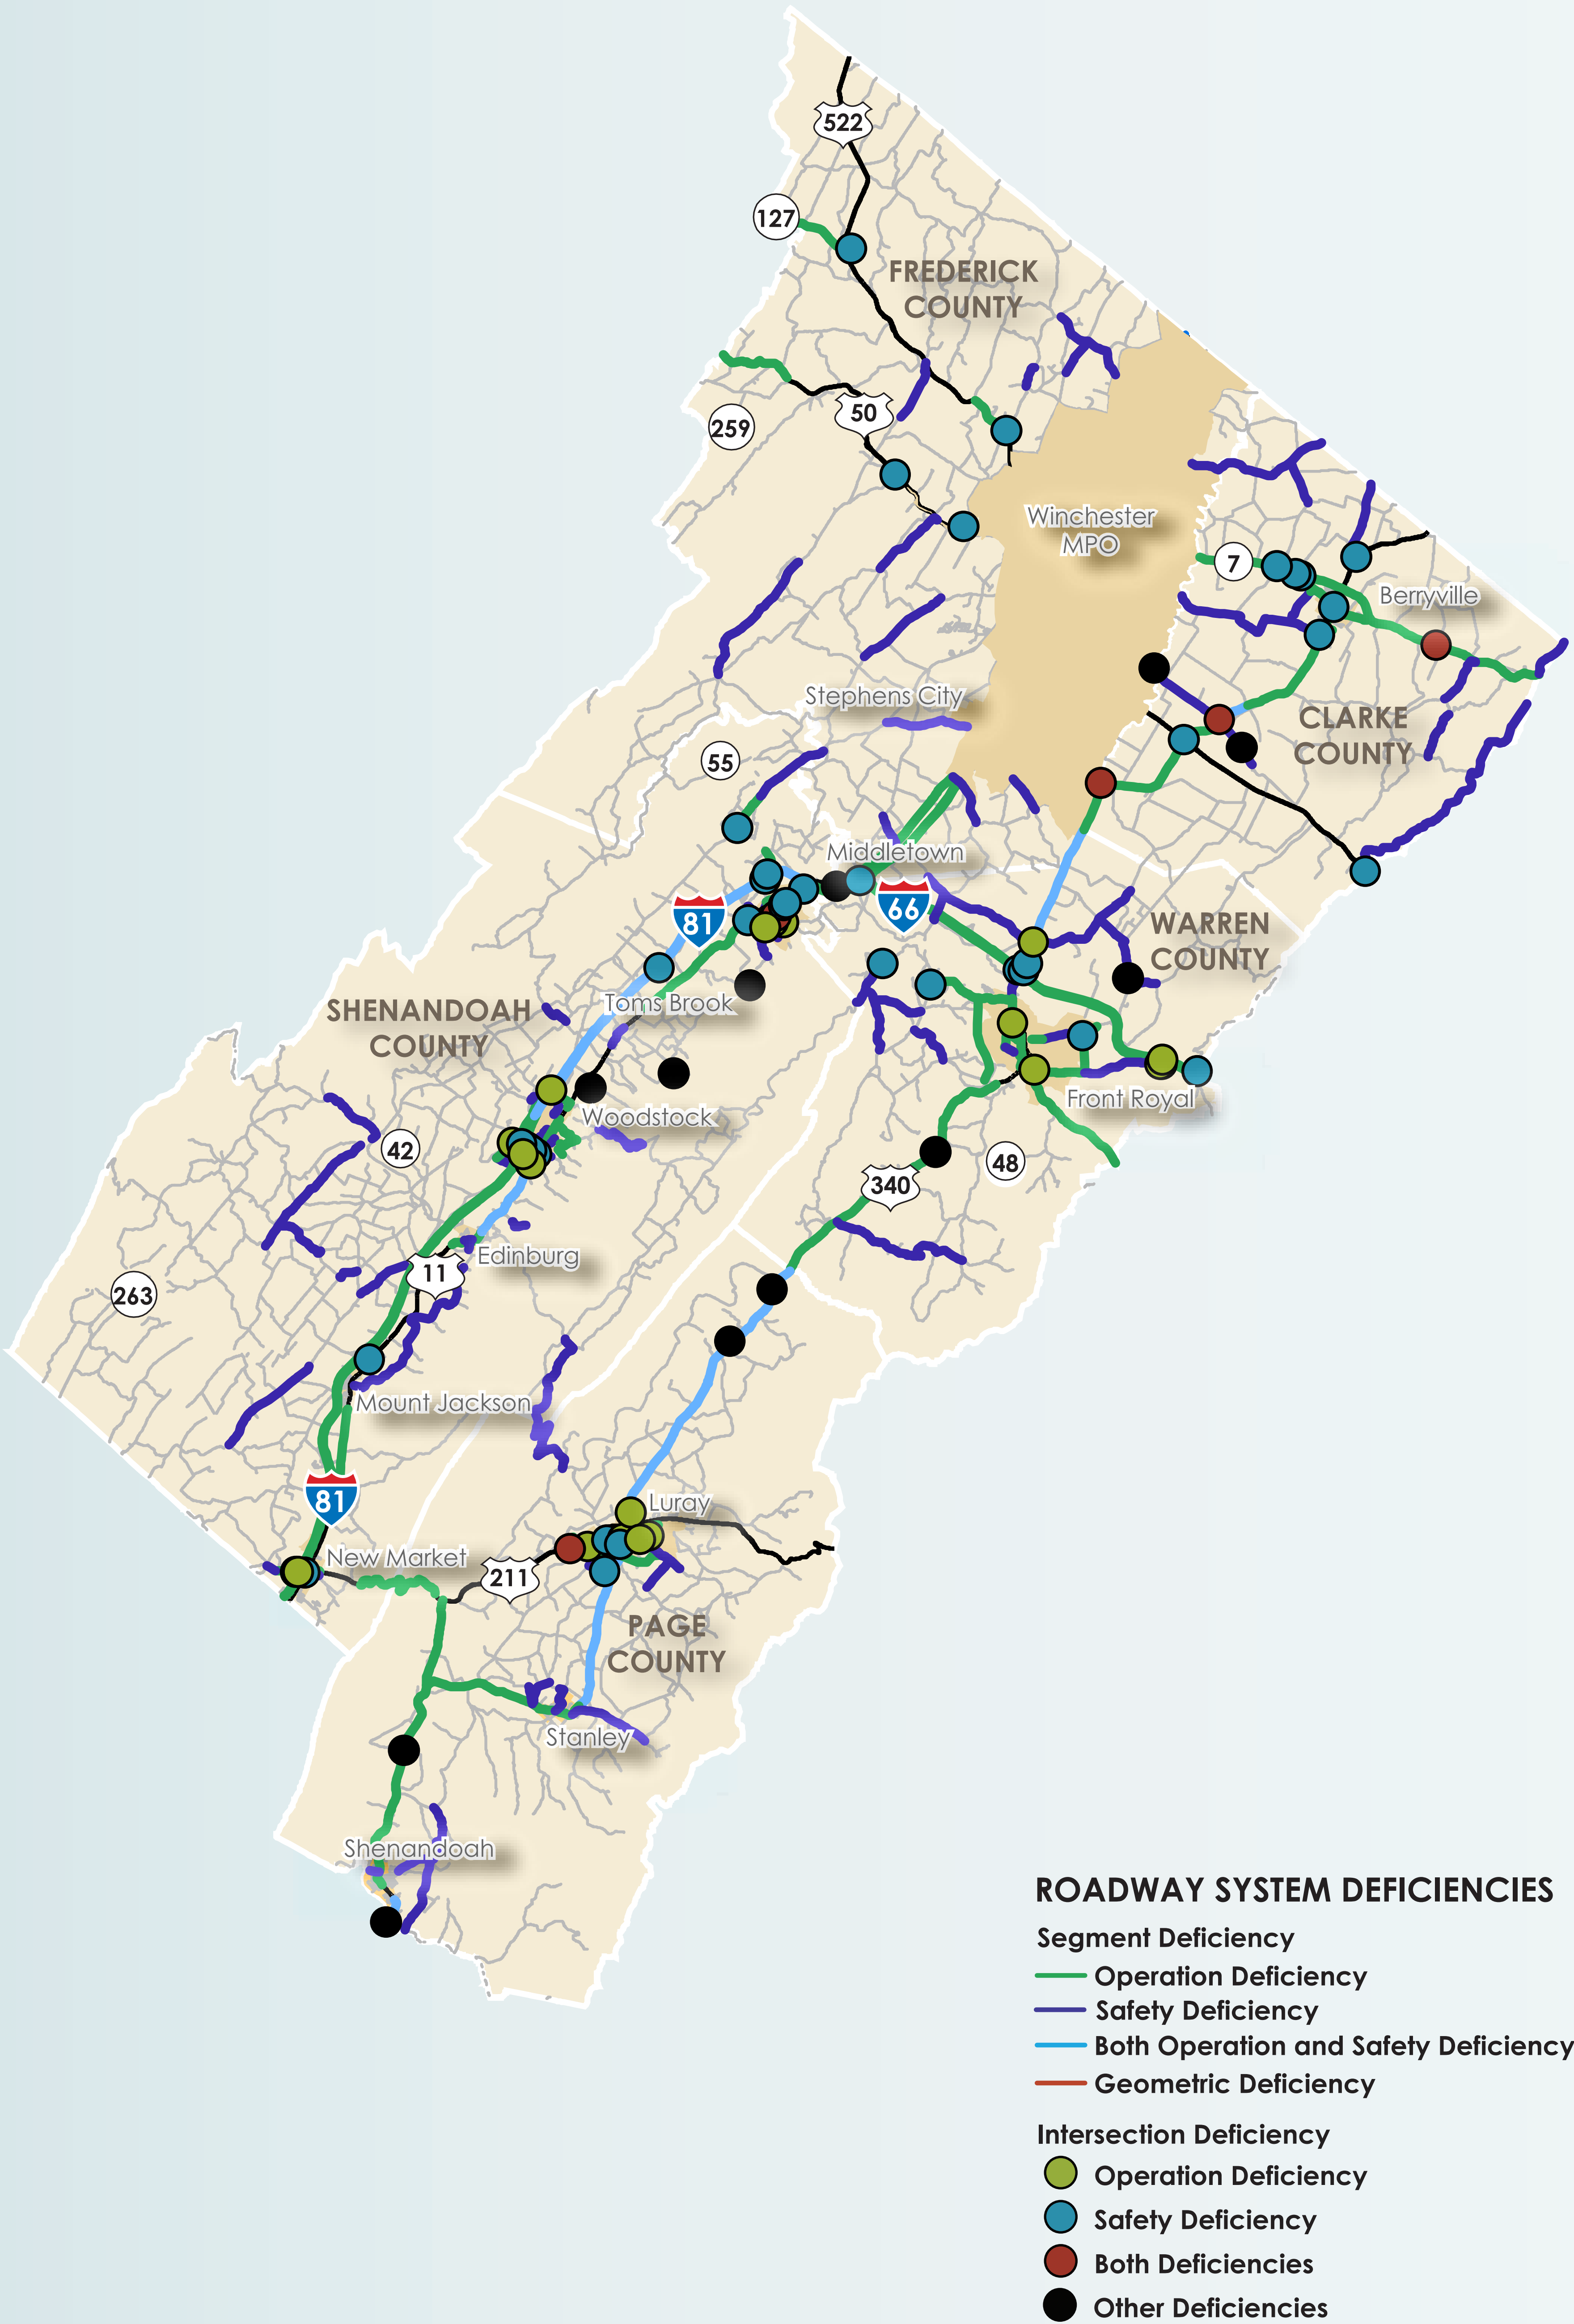 522
127
FREDERICK
COUNTY
50
259
Winchester
MPO
7
Berryville
Stephens City
CLARKE
COUNTY
55
Middletown
81
66
WARREN
COUNTY
SHENANDOAH
COUNTY
Toms Brook
Woodstock
Front Royal
42
48
340
Edinburg
11
263
Mount Jackson
81
Luray
New Market
211
PAGE
COUNTY
Stanley
Shenandoah
ROADWAY SYSTEM DEFICIENCIES
Segment Deficiency
Operation Deficiency
Safety Deficiency
Both Operation and Safety Deficiency
Geometric Deficiency
Intersection Deficiency
Operation Deficiency
Safety Deficiency
Both Deficiencies
Other Deficiencies